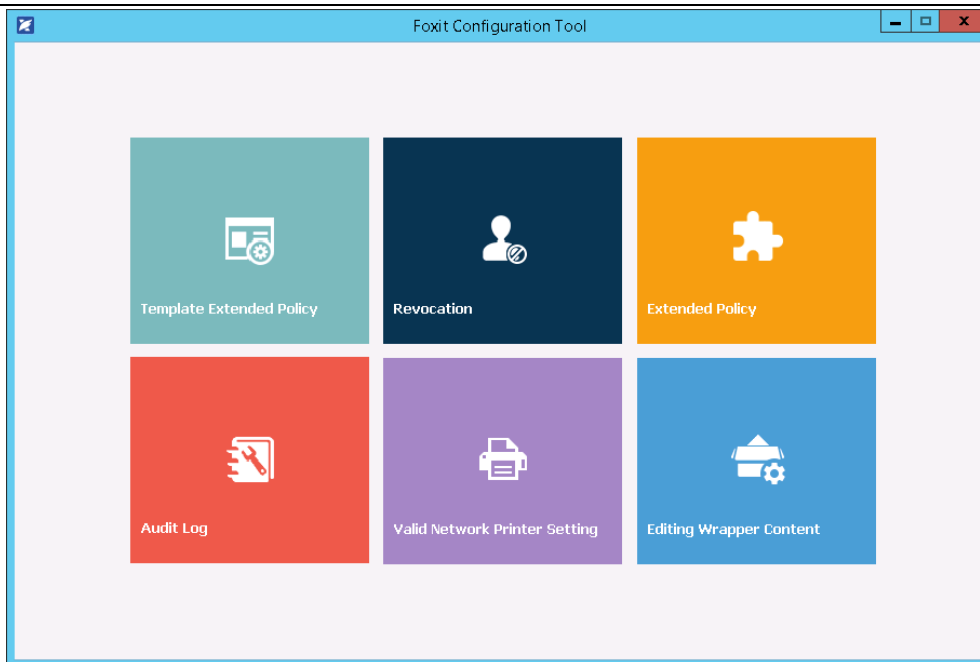 Foxit Configuration Tool
Template Extended Policy
Revocation
Extended Policy
Audit Log
Valid Network Printer Setting
Editing Wrapper Content